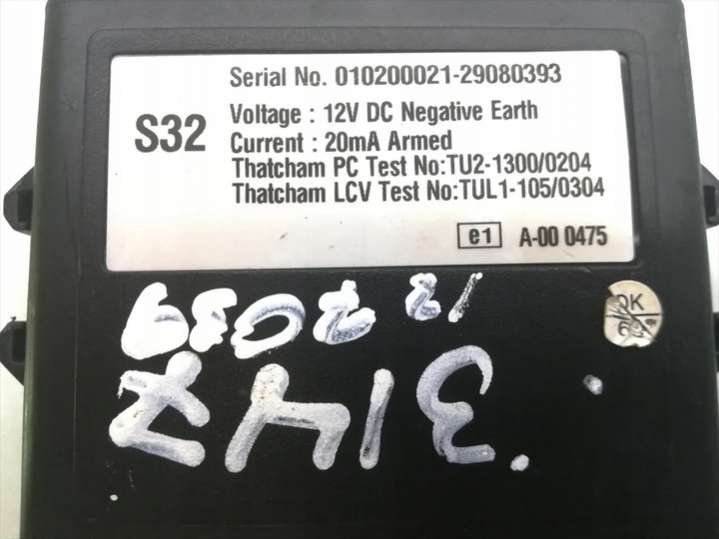 S32
Serial No. 010200021-29080393
Voltage : 12V DC Negative Earth
Current : 20mA Armed
Thatcham PC Test No:TU2-1300/0204
Thatcham LCV Test No:TUL1-105/0304
e1 A-00 0475
OK